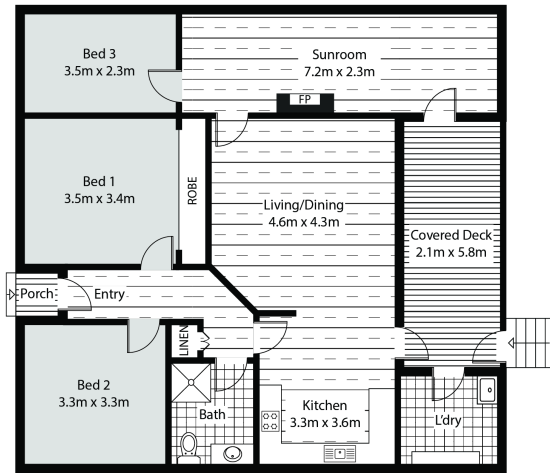 Bed 3
3.5m x 2.3m
Sunroom
7.2m x 2.3m
FP
Bed 1
3.5m x 3.4m
ROBE
Living/Dining
4.6m x 4.3m
Covered Deck
2.1m x 5.8m
Porch
Entry
LINEN
Bed 2
3.3m x 3.3m
Bath
Kitchen
3.3m x 3.6m
L'dry